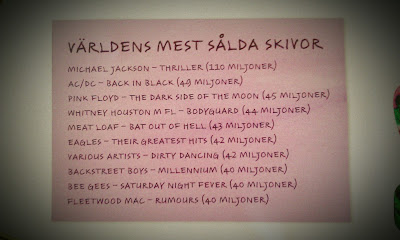 VÄRLDENS MEST SÅLDA SKIVOR
MICHAEL JACKSON – THRILLER (110 MILJONER)
AC/DC – BACK IN BLACK (49 MILJONER)
PINK FLOYD – THE DARK SIDE OF THE MOON (45 MILJONER)
WHITNEY HOUSTON M FL – BODYGUARD (44 MILJONER)
MEAT LOAF – BAT OUT OF HELL (43 MILJONER)
EAGLES – THEIR GREATEST HITS (42 MILJONER)
VARIOUS ARTISTS – DIRTY DANCING (42 MILJONER)
BACKSTREET BOYS – MILLENNIUM (40 MILJONER)
BEE GEES – SATURDAY NIGHT FEVER (40 MILJONER)
FLEETWOOD MAC – RUMOURS (40 MILJONER)